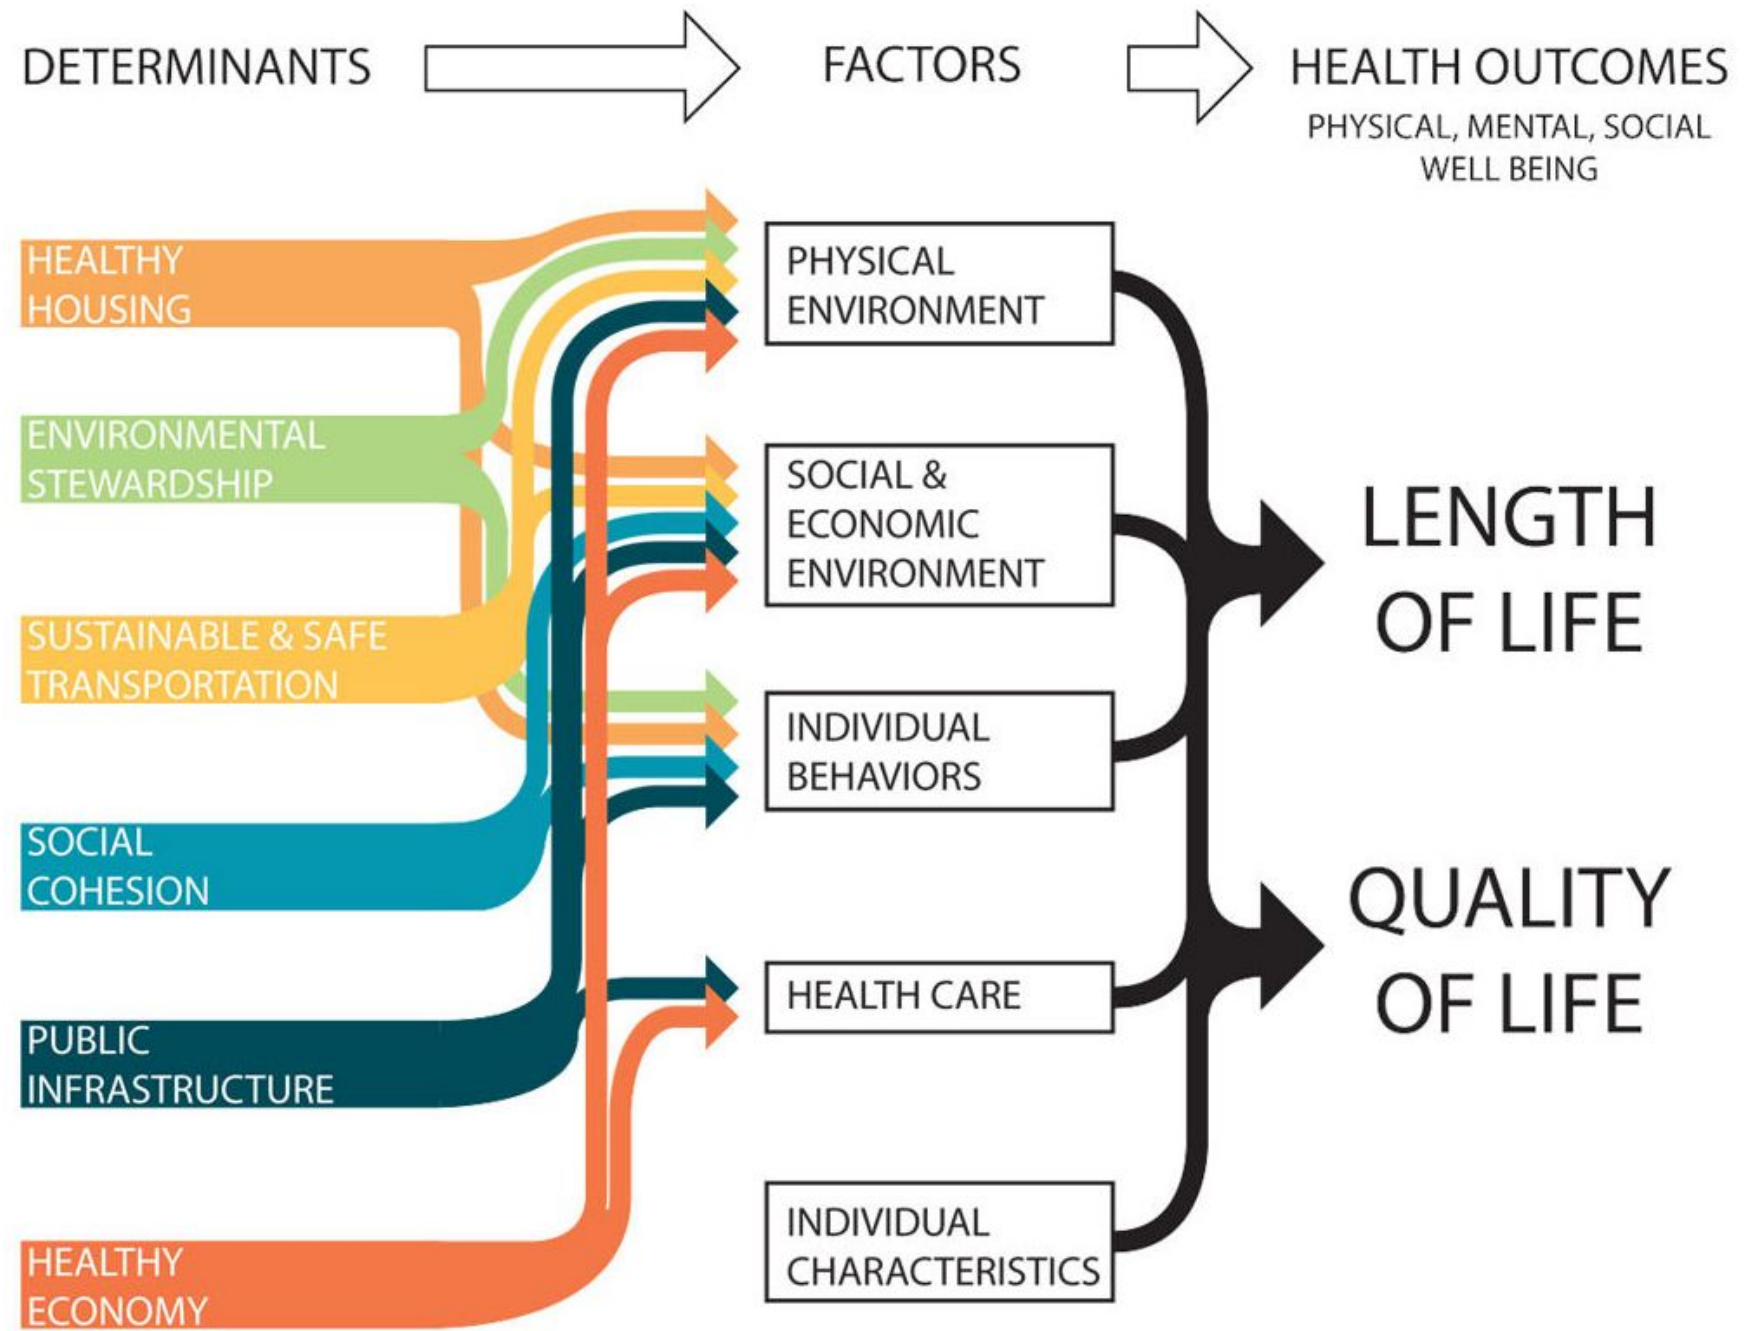 DETERMINANTS
FACTORS
HEALTH OUTCOMES
PHYSICAL, MENTAL, SOCIAL
WELL BEING
HEALTHY
HOUSING
ENVIRONMENTAL
STEWARDSHIP
SUSTAINABLE & SAFE
TRANSPORTATION
SOCIAL
COHESION
PUBLIC
INFRASTRUCTURE
HEALTHY
ECONOMY
PHYSICAL
ENVIRONMENT
SOCIAL &
ECONOMIC
ENVIRONMENT
INDIVIDUAL
BEHAVIORS
HEALTH CARE
INDIVIDUAL
CHARACTERISTICS
LENGTH
OF LIFE
QUALITY
OF LIFE